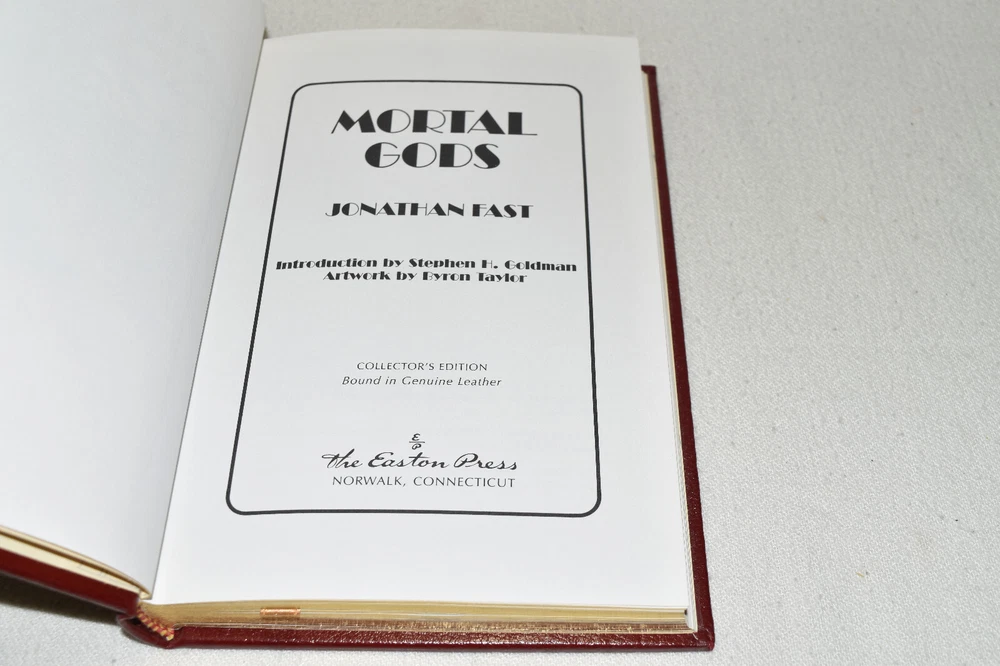 MORTAL
GODS
JONATHAN FAST
Introduction by Stephen H. Goldman
Artwork by Byron Taylor
COLLECTOR'S EDITION
Bound in Genuine Leather
E
P
The Easton Press
NORWALK, CONNECTICUT